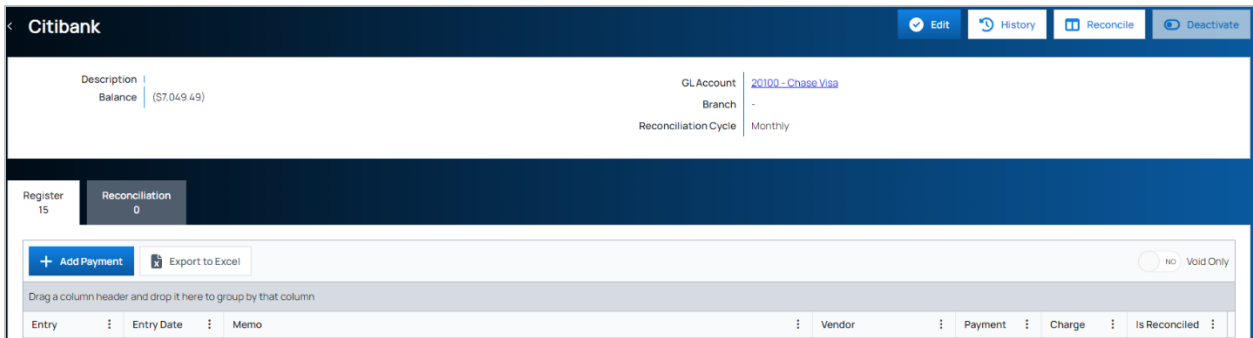 Citibank
Edit
History
Reconcile
Deactivate
Description
Balance ($7,049.49)
GL Account 20100 - Chase Visa
Branch -
Reconciliation Cycle Monthly
Register
15
Reconciliation
0
+ Add Payment
Export to Excel
NO Void Only
Drag a column header and drop it here to group by that column
Entry Entry Date Memo Vendor Payment Charge Is Reconciled